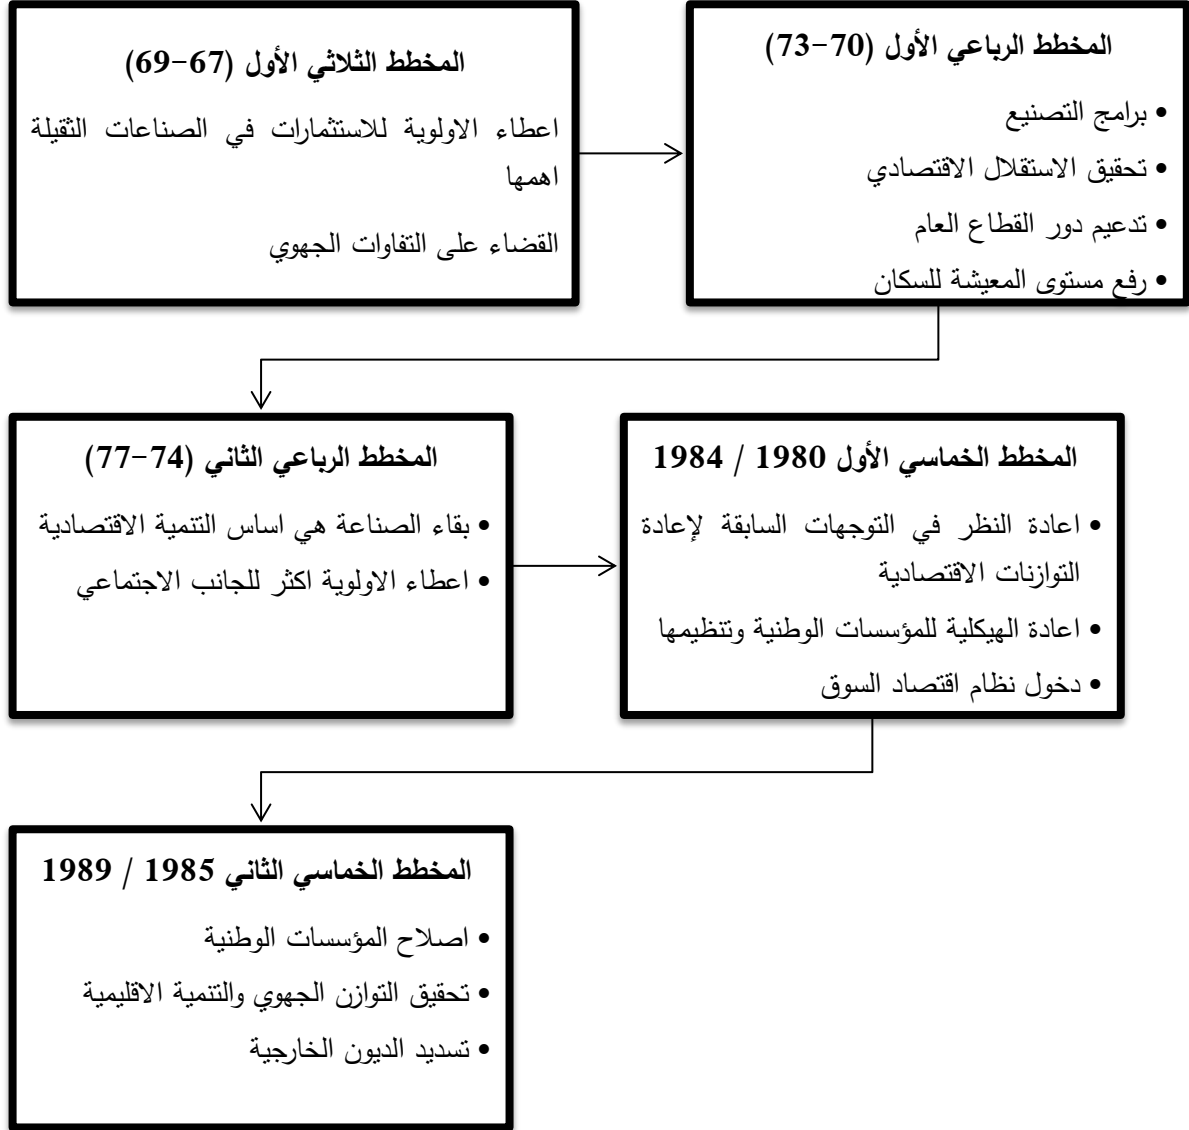 المخطط الثلاثي الأول (67-69)
اعطاء الاولوية للاستثمارات في الصناعات الثقيلة
اهمها
القضاء على التفاوات الجهوي
المخطط الرباعي الأول (70-73)
• برامج التصنيع
• تحقيق الاستقلال الاقتصادي
• تدعيم دور القطاع العام
• رفع مستوى المعيشة للسكان
المخطط الرباعي الثاني (74-77)
• بقاء الصناعة هي اساس التنمية الاقتصادية
• اعطاء الاولوية اكثر للجانب الاجتماعي
المخطط الخماسي الأول 1980 / 1984
• اعادة النظر في التوجهات السابقة لإعادة
التوازنات الاقتصادية
• اعادة الهيكلية للمؤسسات الوطنية وتنظيمها
• دخول نظام اقتصاد السوق
المخطط الخماسي الثاني 1985 / 1989
• اصلاح المؤسسات الوطنية
• تحقيق التوازن الجهوي والتنمية الاقليمية
• تسديد الديون الخارجية